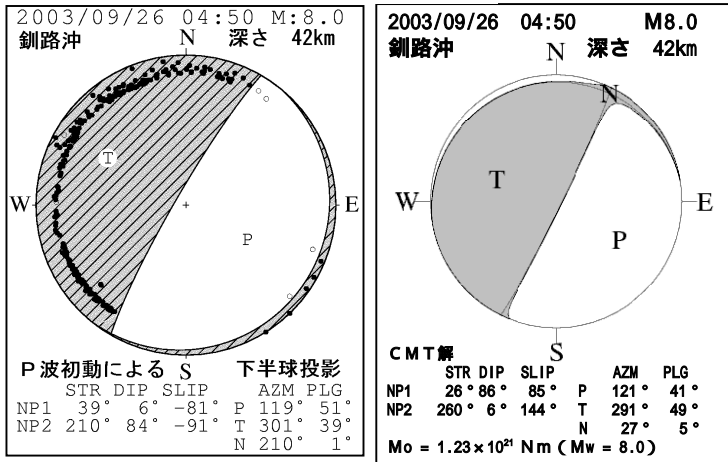 2003/09/26 04:50 M:8.0
釧路沖 N 深さ 42km
T
W E
P
S
P波初動による 下半球投影
STR DIP SLIP AZM PLG
NP1 39° 6° -81° P 119° 51°
NP2 210° 84° -91° T 301° 39°
N 210° 1°
2003/09/26 04:50 M8.0
釧路沖 深さ 42km
N
N
T
W E
P
S
CMT解
STR DIP SLIP AZM PLG
NP1 26° 86° 85° P 121° 41°
NP2 260° 6° 144° T 291° 49°
N 27° 5°
Mo = 1.23×10²¹ Nm (Mw = 8.0)